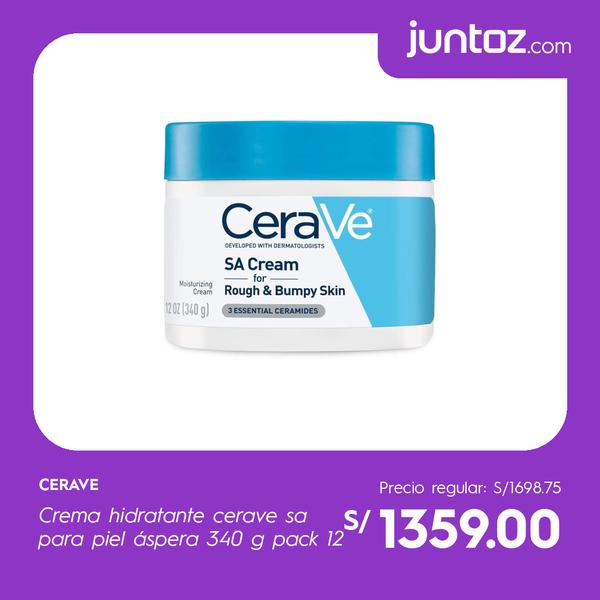 juntoz.com
CeraVe®
DEVELOPED WITH DERMATOLOGISTS
SA Cream
for
Rough & Bumpy Skin
Moisturizing
Cream
12 OZ (340 g)
3 ESSENTIAL CERAMIDES
CERAVE
Precio regular: S/1698.75
Crema hidratante cerave sa
para piel áspera 340 g pack 12
S/ 1359.00